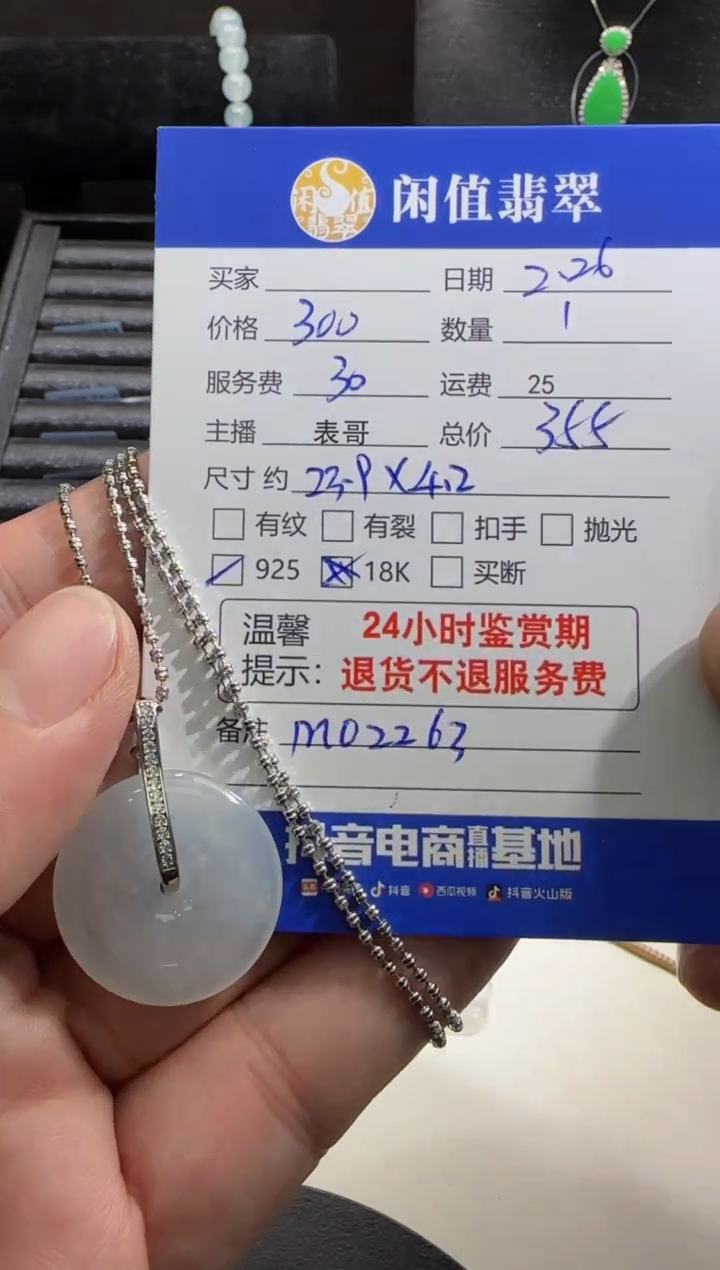 闲值翡翠
闲值翡翠
买家 日期 2.26
价格 300 数量 1
服务费 30 运费 25
主播 表哥 总价 355
尺寸 约 23.9X4.2
有纹 有裂 扣手 抛光
925 18K 买断
温馨提示: 24小时鉴赏期
退货不退服务费
备注 M02263
抖音电商直播基地
抖音 西瓜视频 抖音火山版